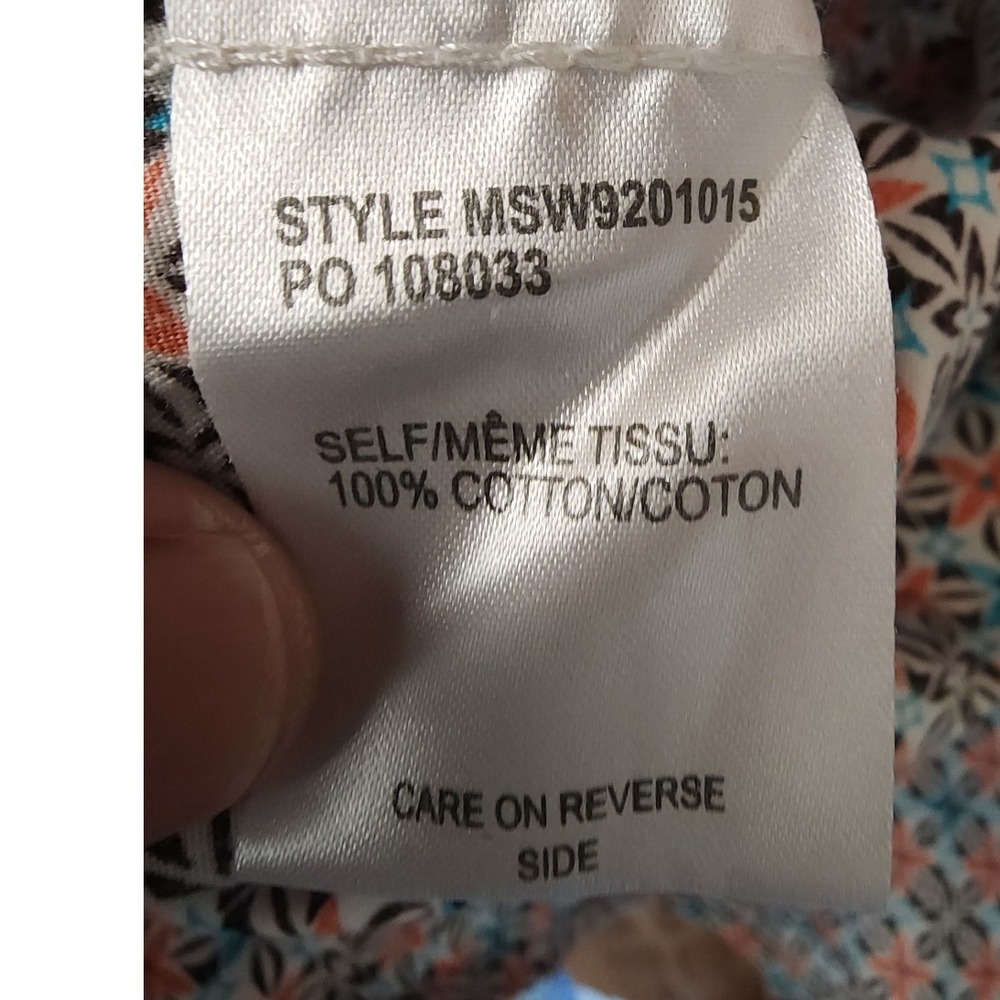 STYLE MSW9201015
PO 108033
SELF/MÊME TISSU:
100% COTTON/COTON
CARE ON REVERSE
SIDE